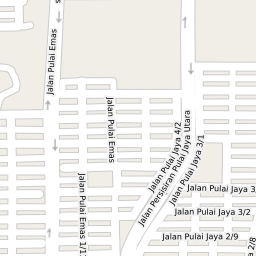 s
Jalan Pulai Emas
Jalan Pulai Emas
Jalan Pulai Jaya 4/2
Jalan Persisiran Pulai Jaya Utara
Jalan Pulai Jaya 3/1
Jalan Pulai Jaya 3
Jalan Pulai Jaya 3/2
Jalan Pulai Jaya 2/9
Jalan Pulai Emas 1/1
2/8